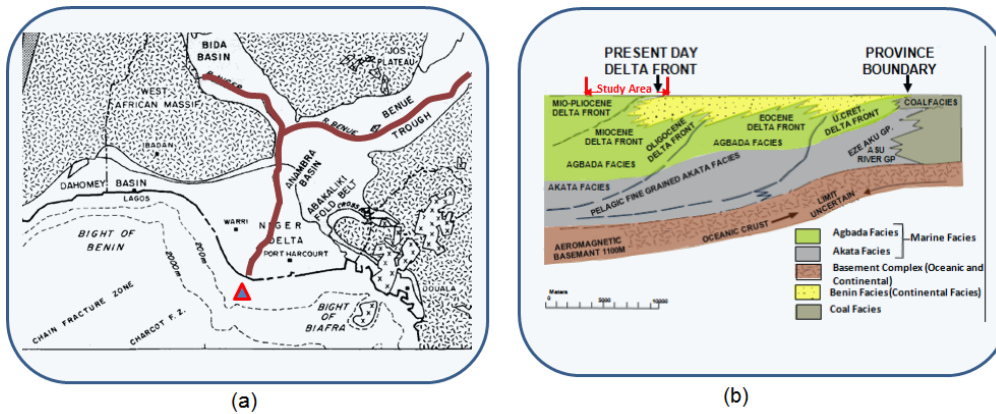 BIDA
BASIN
JOS
PLATEAU
R. NIGER
WEST
AFRICAN MASSIF
IBADAN
R. BENUE
BENUE
TROUGH
ANAMBRA
BASIN
DAHOMEY BASIN
LAGOS
ABAKALIKI
FOLD BELT
CROSS
WARRI
NIGER
DELTA
PORT HARCOURT
BIGHT OF
BENIN
200m
2000m
DOUALA
BIGHT OF
BIAFRA
CHAIN FRACTURE ZONE
CHARCOT F. Z.
(a)
PRESENT DAY
DELTA FRONT
PROVINCE
BOUNDARY
Study Area
MIO-PLIOCENE
DELTA FRONT
MIOCENE
DELTA FRONT
OLIGOCENE
DELTA FRONT
EOCENE
DELTA FRONT
U.CRET.
DELTA FRONT
COALFACIES
AGBADA FACIES
AGBADA FACIES
EZE AKU GP.
ASU
RIVER GP
AKATA FACIES
PELAGIC FINE GRAINED AKATA FACIES
AEROMAGNETIC
BASEMANT 1100M
OCEANIC CRUST
LIMIT
UNCERTAIN
Agbada Facies
Marine Facies
Akata Facies
Basement Complex (Oceanic and
Continental)
Benin Facies (Continental Facies)
Coal Facies
Meters
0 5000 10000
(b)